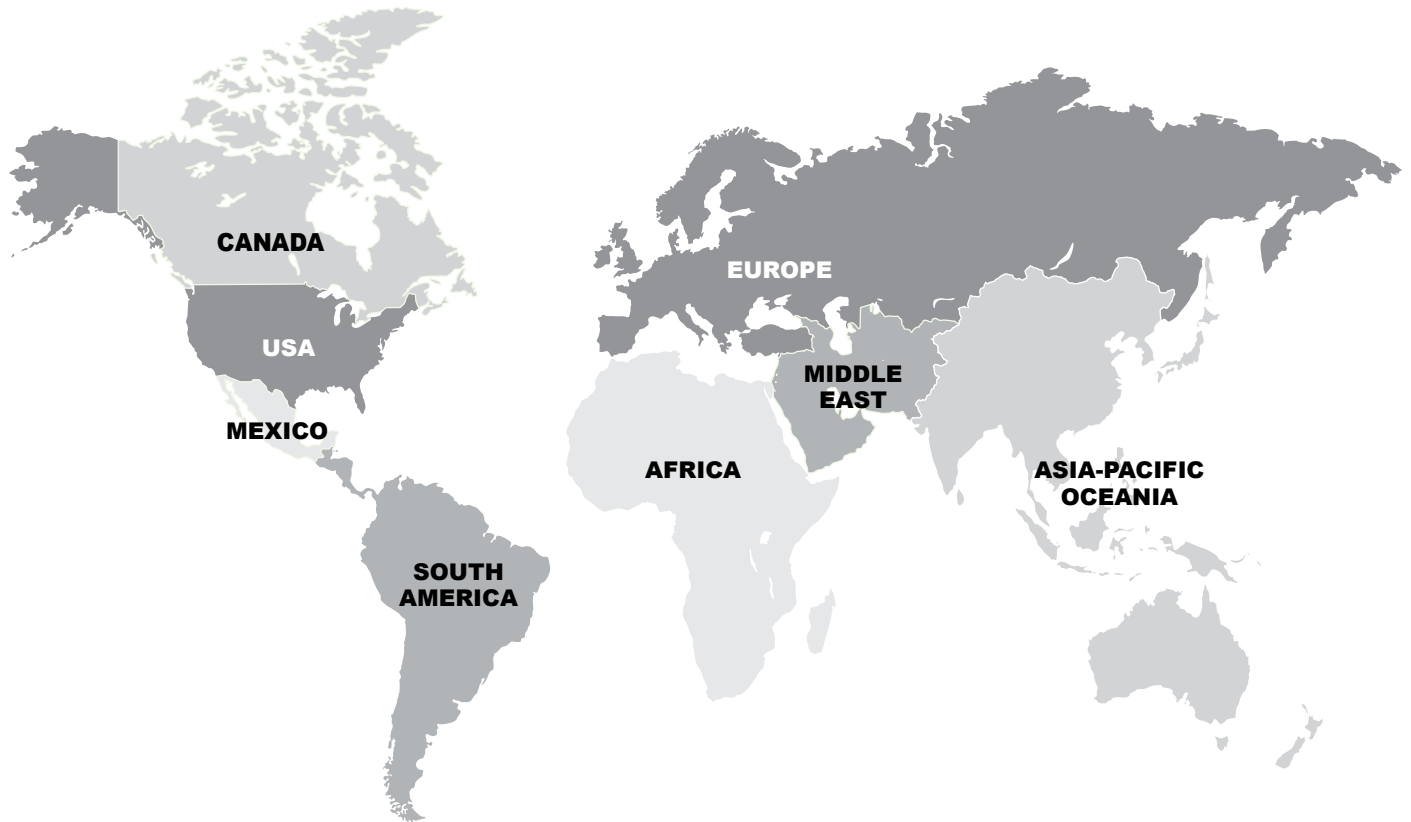 CANADA
USA
MEXICO
SOUTH
AMERICA
EUROPE
MIDDLE
EAST
AFRICA
ASIA-PACIFIC
OCEANIA